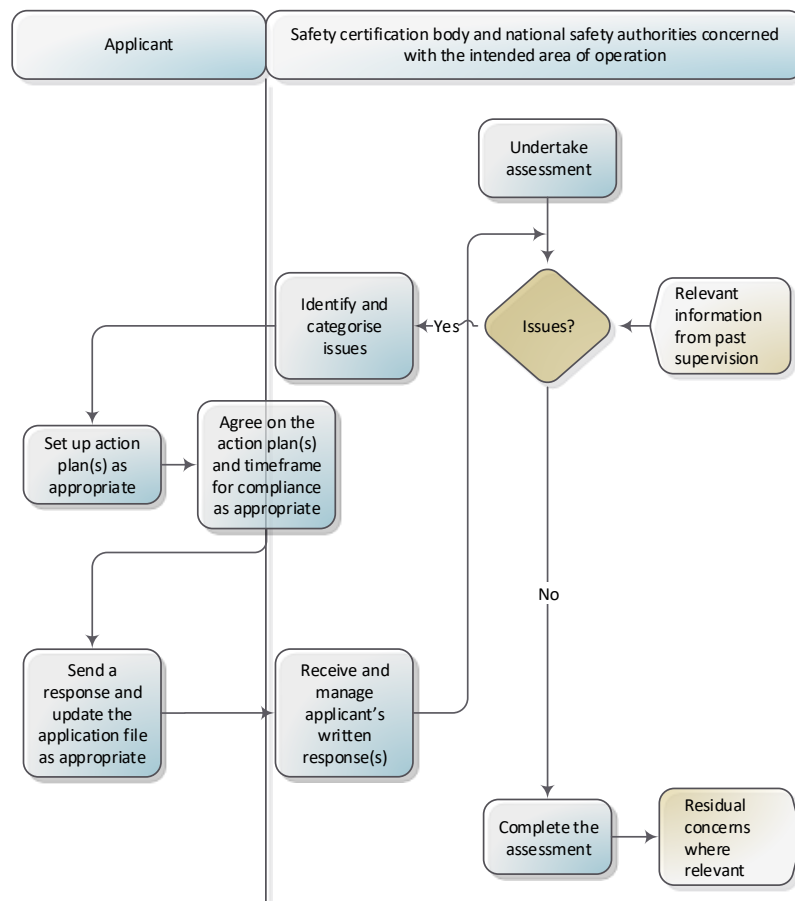 Applicant
Safety certification body and national safety authorities concerned
with the intended area of operation
Undertake
assessment
Identify and
categorise
issues
Yes
Issues?
Relevant
information
from past
supervision
Set up action
plan(s) as
appropriate
Agree on the
action plan(s)
and timeframe
for compliance
as appropriate
No
Send a
response and
update the
application file
as appropriate
Receive and
manage
applicant’s
written
response(s)
Complete the
assessment
Residual
concerns
where
relevant